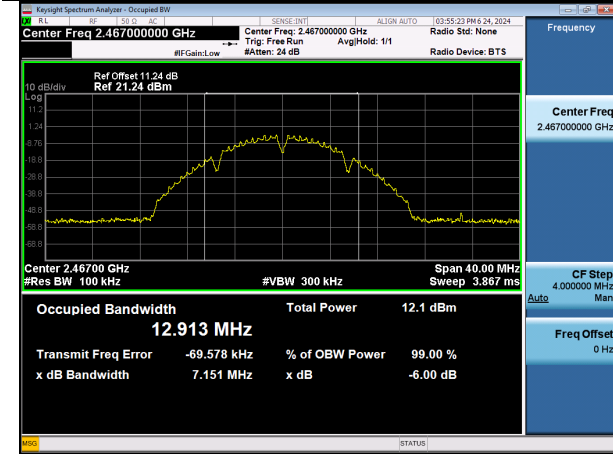 Keysight Spectrum Analyzer - Occupied BW
RL RF 50 Ω AC SENSE:INT ALIGN AUTO 03:55:23 PM 6 24, 2024
Center Freq 2.467000000 GHz
Center Freq: 2.467000000 GHz
Radio Std: None
Trig: Free Run Avg|Hold: 1/1
#IFGain:Low #Atten: 24 dB Radio Device: BTS
Ref Offset 11.24 dB
10 dB/div Ref 21.24 dBm
Log
11.2
1.24
-8.76
-18.8
-28.8
-38.8
-48.8
-58.8
-68.8
Center 2.46700 GHz Span 40.00 MHz
#Res BW 100 kHz #VBW 300 kHz Sweep 3.867 ms
Occupied Bandwidth Total Power 12.1 dBm
12.913 MHz
Transmit Freq Error -69.578 kHz % of OBW Power 99.00 %
x dB Bandwidth 7.151 MHz x dB -6.00 dB
Frequency
Center Freq
2.467000000 GHz
CF Step
4.000000 MHz
Auto Man
Freq Offset
0 Hz
MSG STATUS